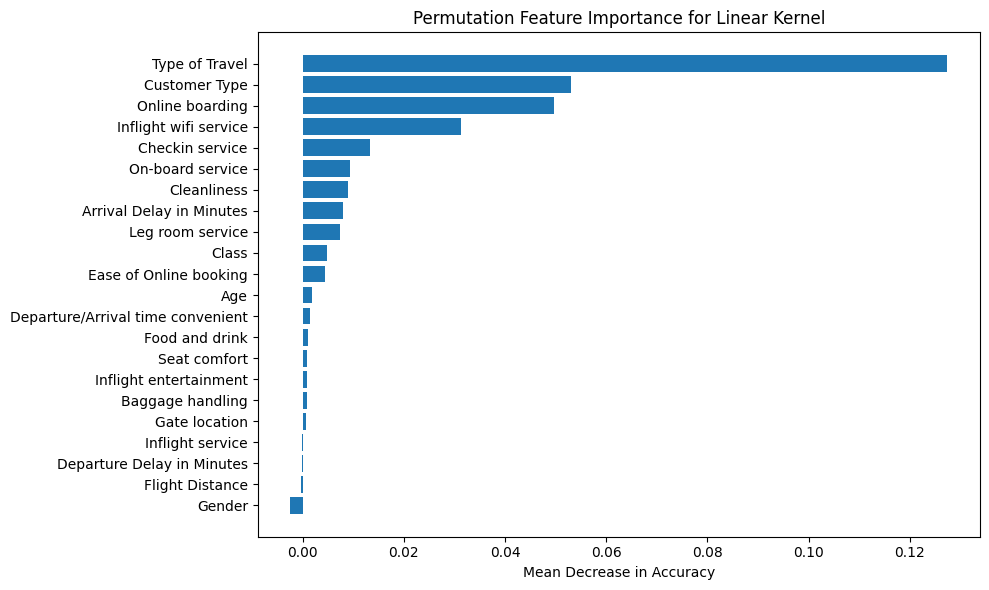 Permutation Feature Importance for Linear Kernel
Type of Travel
Customer Type
Online boarding
Inflight wifi service
Checkin service
On-board service
Cleanliness
Arrival Delay in Minutes
Leg room service
Class
Ease of Online booking
Age
Departure/Arrival time convenient
Food and drink
Seat comfort
Inflight entertainment
Baggage handling
Gate location
Inflight service
Departure Delay in Minutes
Flight Distance
Gender
0.00 0.02 0.04 0.06 0.08 0.10 0.12
Mean Decrease in Accuracy